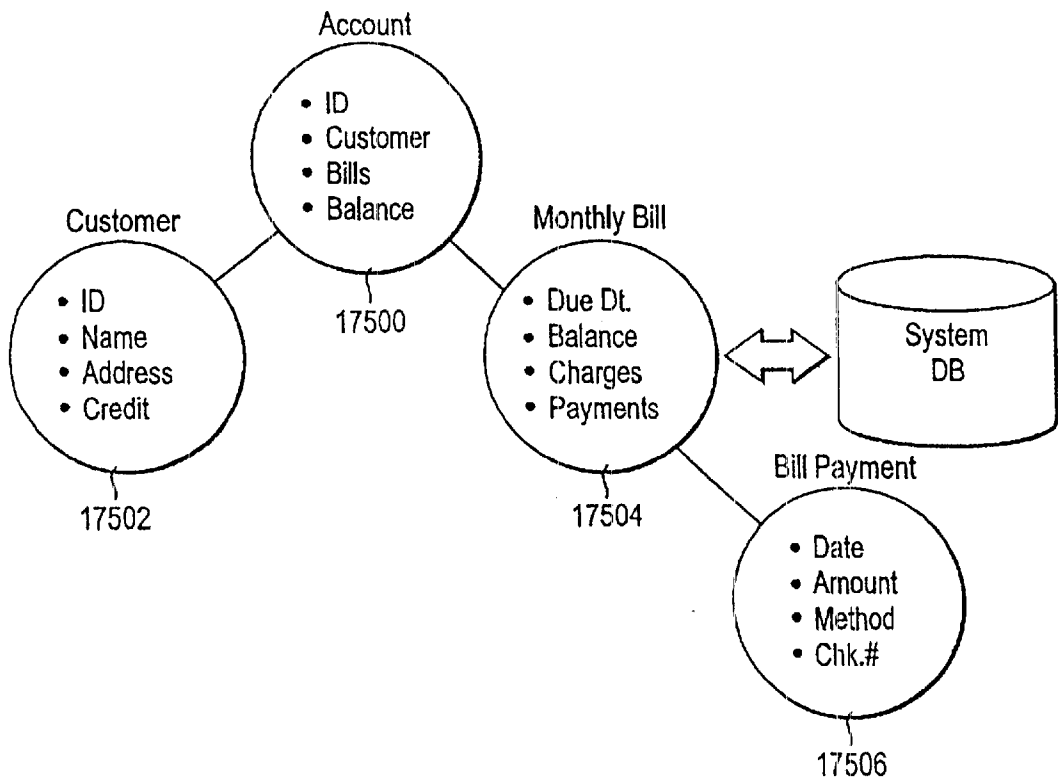 Account
• ID
• Customer
• Bills
• Balance
17500
Customer
• ID
• Name
• Address
• Credit
17502
Monthly Bill
• Due Dt.
• Balance
• Charges
• Payments
17504
System
DB
Bill Payment
• Date
• Amount
• Method
• Chk.#
17506